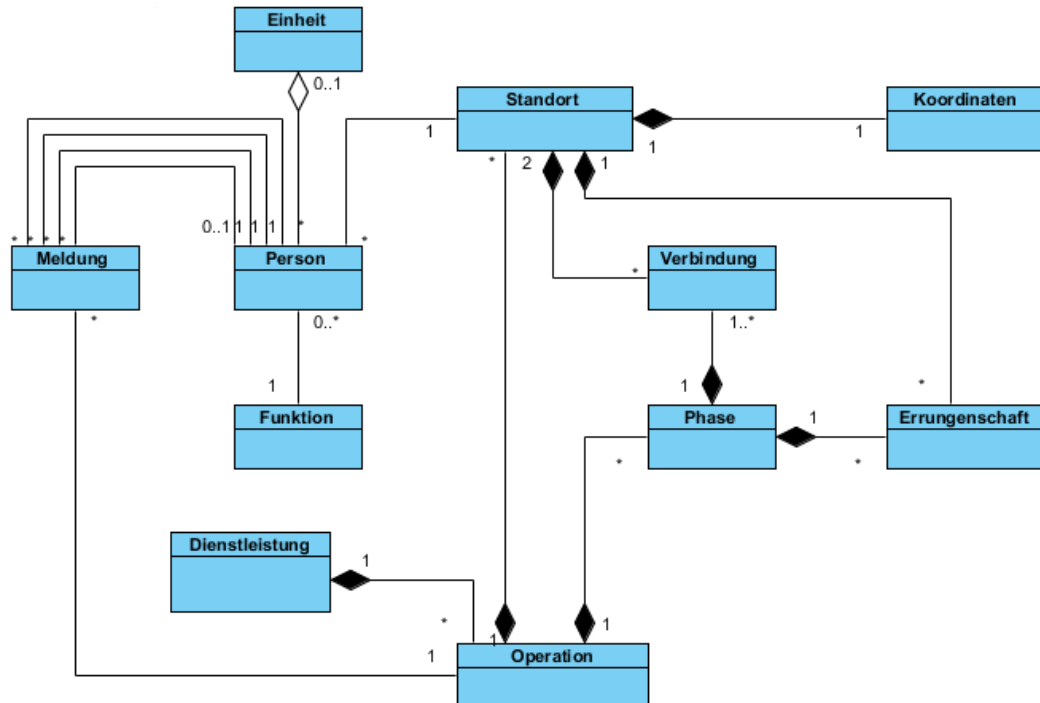 Einheit
0..1
Standort
Koordinaten
1
1
1
*
2
1
0..1 1 1 1 *
* * * *
*
Meldung
Person
Verbindung
*
*
0..*
1..*
1
1
*
Funktion
Phase
1
Errungenschaft
*
*
Dienstleistung
1
*
1
1
1
Operation